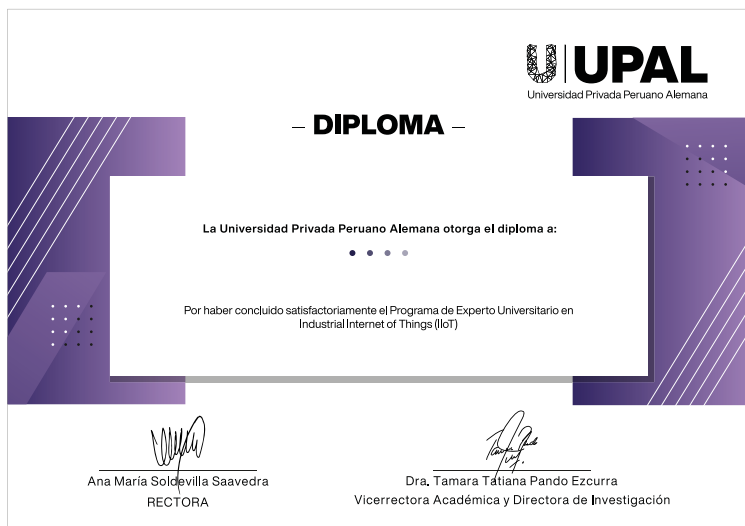 UPAL
Universidad Privada Peruano Alemana
– DIPLOMA –
La Universidad Privada Peruano Alemana otorga el diploma a:
Por haber concluido satisfactoriamente el Programa de Experto Universitario en
Industrial Internet of Things (IIoT)
Ana María Soldevilla Saavedra
RECTORA
Dra. Tamara Tatiana Pando Ezcurra
Vicerrectora Académica y Directora de Investigación